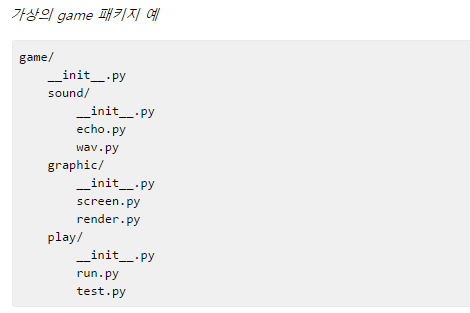 가상의 game 패키지 예
game/
    __init__.py
    sound/
        __init__.py
        echo.py
        wav.py
    graphic/
        __init__.py
        screen.py
        render.py
    play/
        __init__.py
        run.py
        test.py